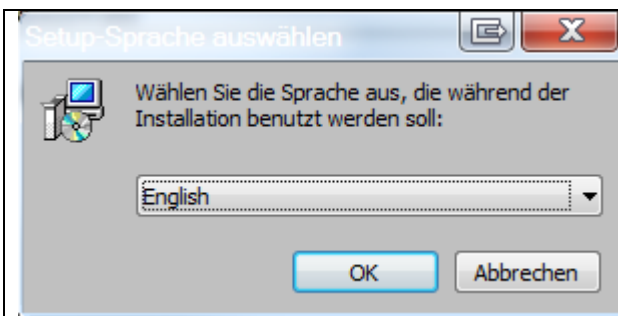 Setup-Sprache auswählen
Wählen Sie die Sprache aus, die während der
Installation benutzt werden soll:
English
OK
Abbrechen